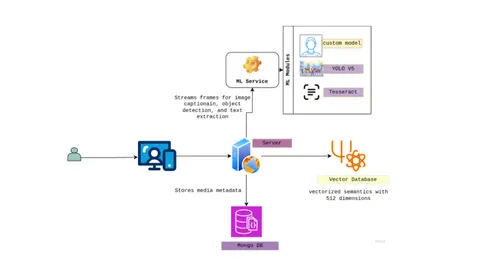 custom model
YOLO V5
Tesseract
ML Modules
ML Service
Streams frames for image
captionain, object
detection, and text
extraction
Server
Vector Database
vectorized semantics with
512 dimensions
Stores media metadata
Mongo DB